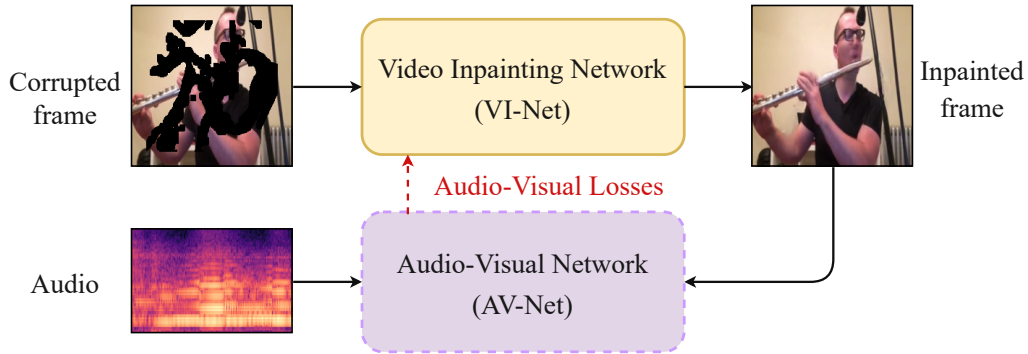 Corrupted
frame
Video Inpainting Network
(VI-Net)
Inpainted
frame
Audio-Visual Losses
Audio
Audio-Visual Network
(AV-Net)